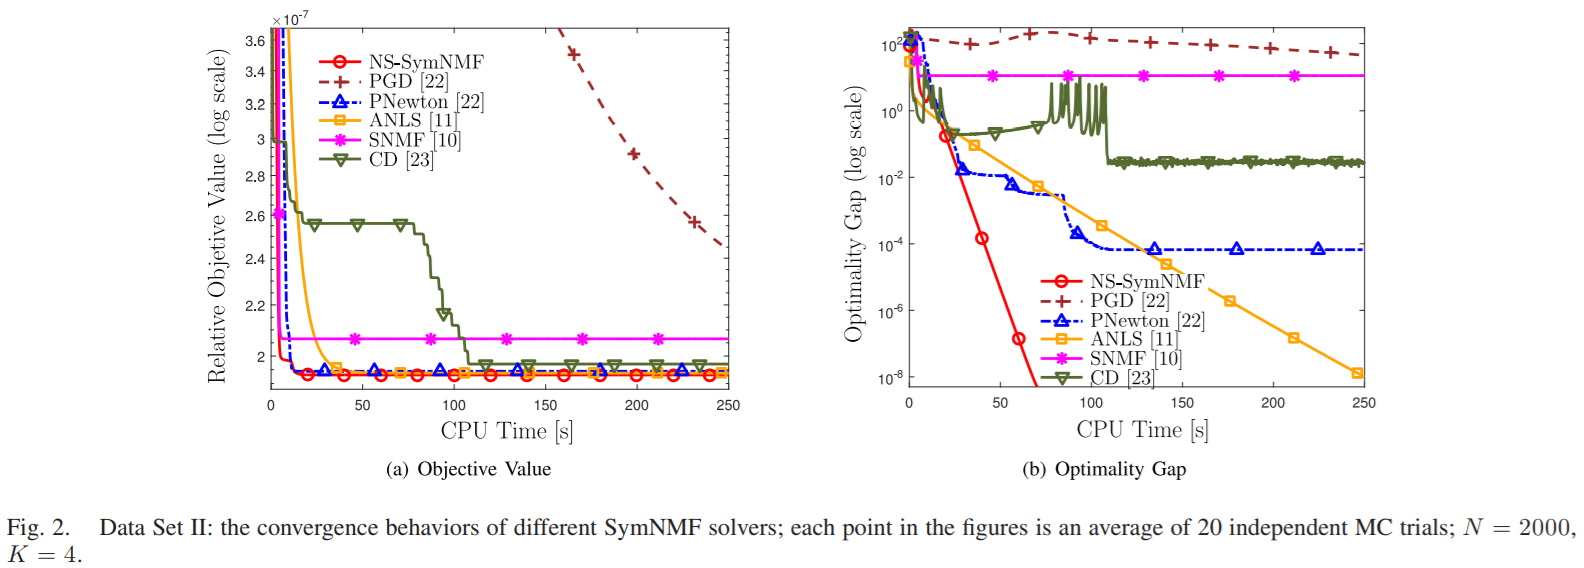 ×10⁻⁷
3.6
3.4
3.2
3
2.8
2.6
2.4
2.2
2
Relative Objetive Value (log scale)
NS-SymNMF
PGD [22]
PNewton [22]
ANLS [11]
SNMF [10]
CD [23]
0 50 100 150 200 250
CPU Time [s]
(a) Objective Value
10²
10⁰
10⁻²
10⁻⁴
10⁻⁶
10⁻⁸
Optimality Gap (log scale)
NS-SymNMF
PGD [22]
PNewton [22]
ANLS [11]
SNMF [10]
CD [23]
0 50 100 150 200 250
CPU Time [s]
(b) Optimality Gap
Fig. 2. Data Set II: the convergence behaviors of different SymNMF solvers; each point in the figures is an average of 20 independent MC trials; N = 2000,
K = 4.